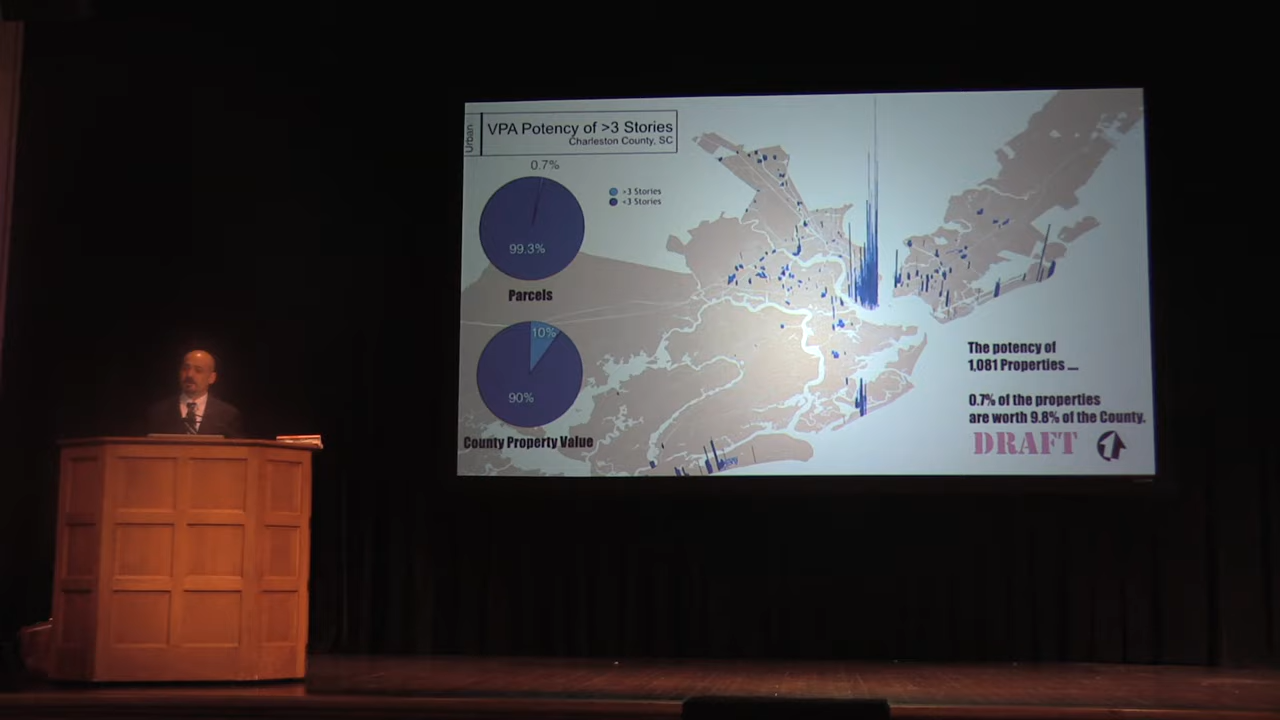 Urban
VPA Potency of >3 Stories
Charleston County, SC
0.7%
>3 Stories
<3 Stories
99.3%
Parcels
10%
90%
County Property Value
The potency of
1,081 Properties ....
0.7% of the properties
are worth 9.8% of the County.
DRAFT